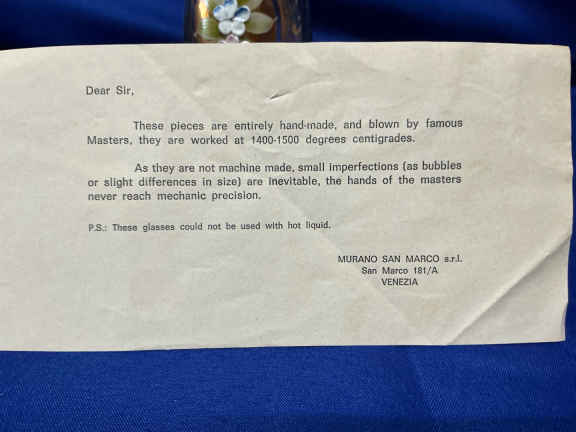 Dear Sir,
These pieces are entirely hand-made, and blown by famous
Masters, they are worked at 1400-1500 degrees centigrades.
As they are not machine made, small imperfections (as bubbles
or slight differences in size) are inevitable, the hands of the masters
never reach mechanic precision.
P.S.: These glasses could not be used with hot liquid.
MURANO SAN MARCO s.r.l.
San Marco 181/A
VENEZIA